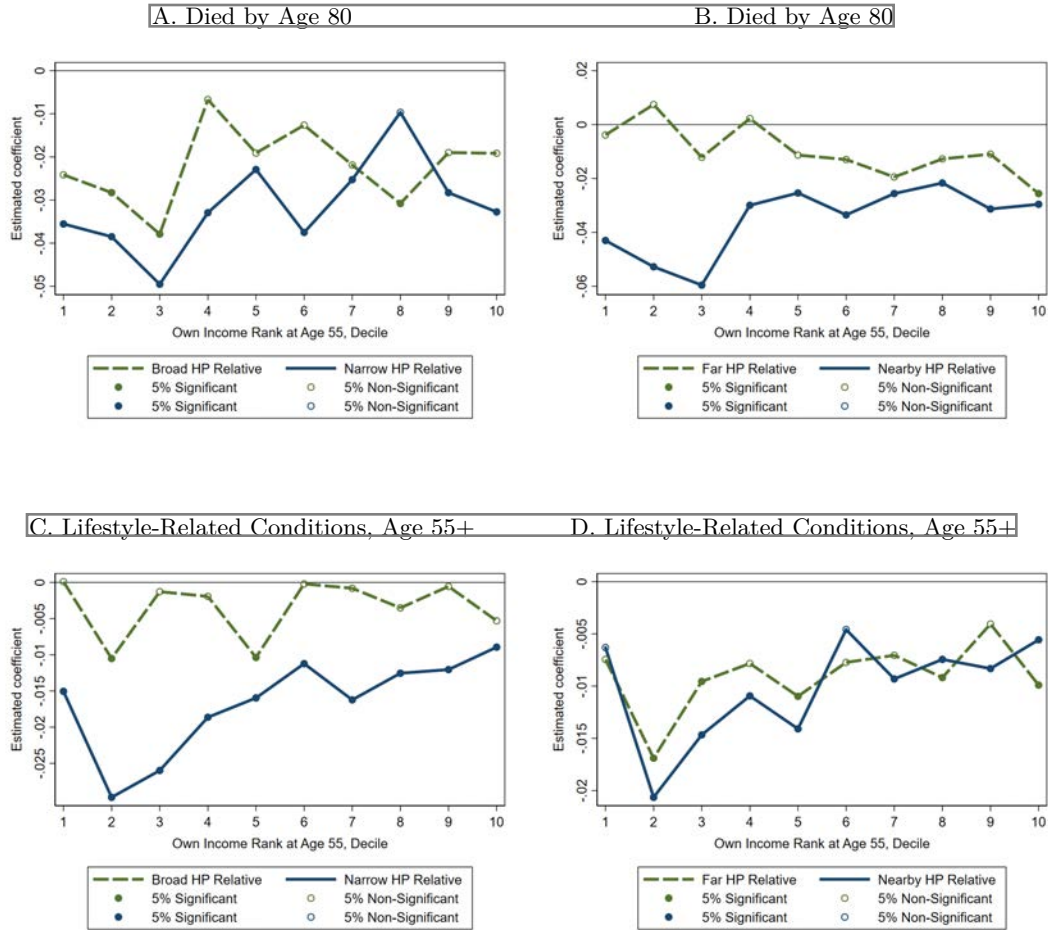 A. Died by Age 80
B. Died by Age 80
0
-.01
-.02
-.03
-.04
-.05
Estimated coefficient
1 2 3 4 5 6 7 8 9 10
Own Income Rank at Age 55, Decile
Broad HP Relative Narrow HP Relative
5% Significant 5% Non-Significant
5% Significant 5% Non-Significant
.02
0
-.02
-.04
-.06
Estimated coefficient
1 2 3 4 5 6 7 8 9 10
Own Income Rank at Age 55, Decile
Far HP Relative Nearby HP Relative
5% Significant 5% Non-Significant
5% Significant 5% Non-Significant
C. Lifestyle-Related Conditions, Age 55+
D. Lifestyle-Related Conditions, Age 55+
0
-.005
-.01
-.015
-.02
-.025
Estimated coefficient
1 2 3 4 5 6 7 8 9 10
Own Income Rank at Age 55, Decile
Broad HP Relative Narrow HP Relative
5% Significant 5% Non-Significant
5% Significant 5% Non-Significant
0
-.005
-.01
-.015
-.02
Estimated coefficient
1 2 3 4 5 6 7 8 9 10
Own Income Rank at Age 55, Decile
Far HP Relative Nearby HP Relative
5% Significant 5% Non-Significant
5% Significant 5% Non-Significant